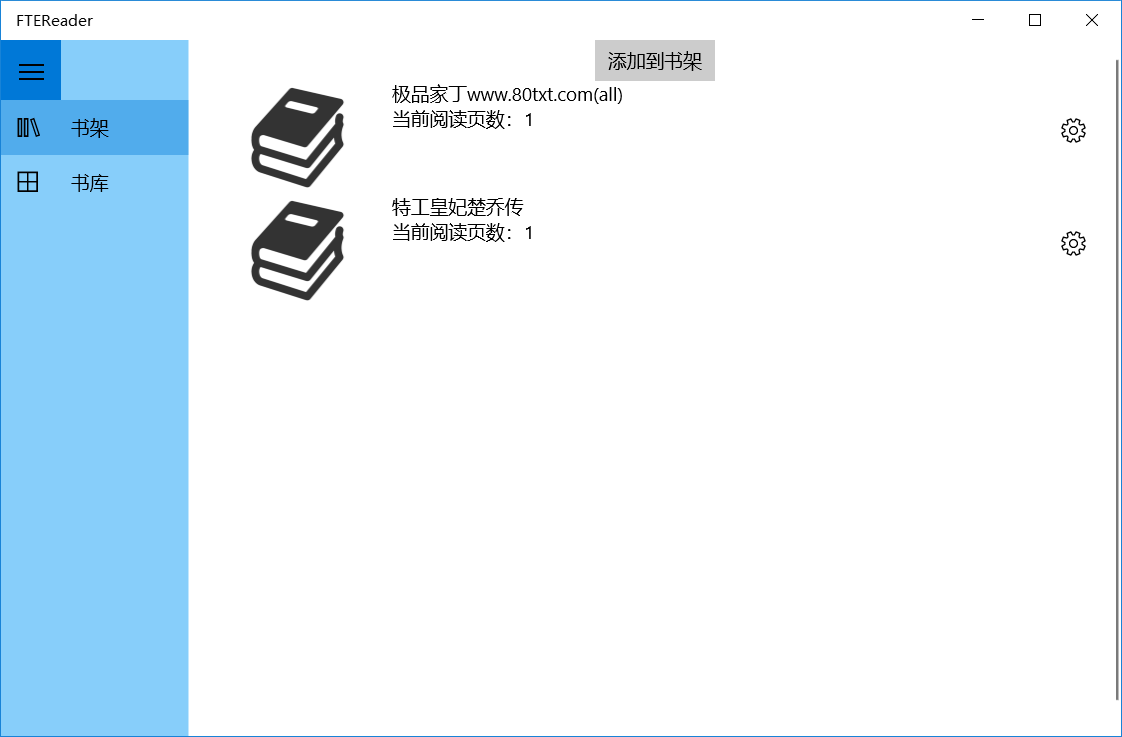 FTEReader
添加到书架
书架
书库
极品家丁www.80txt.com(all)
当前阅读页数：1
特工皇妃楚乔传
当前阅读页数：1